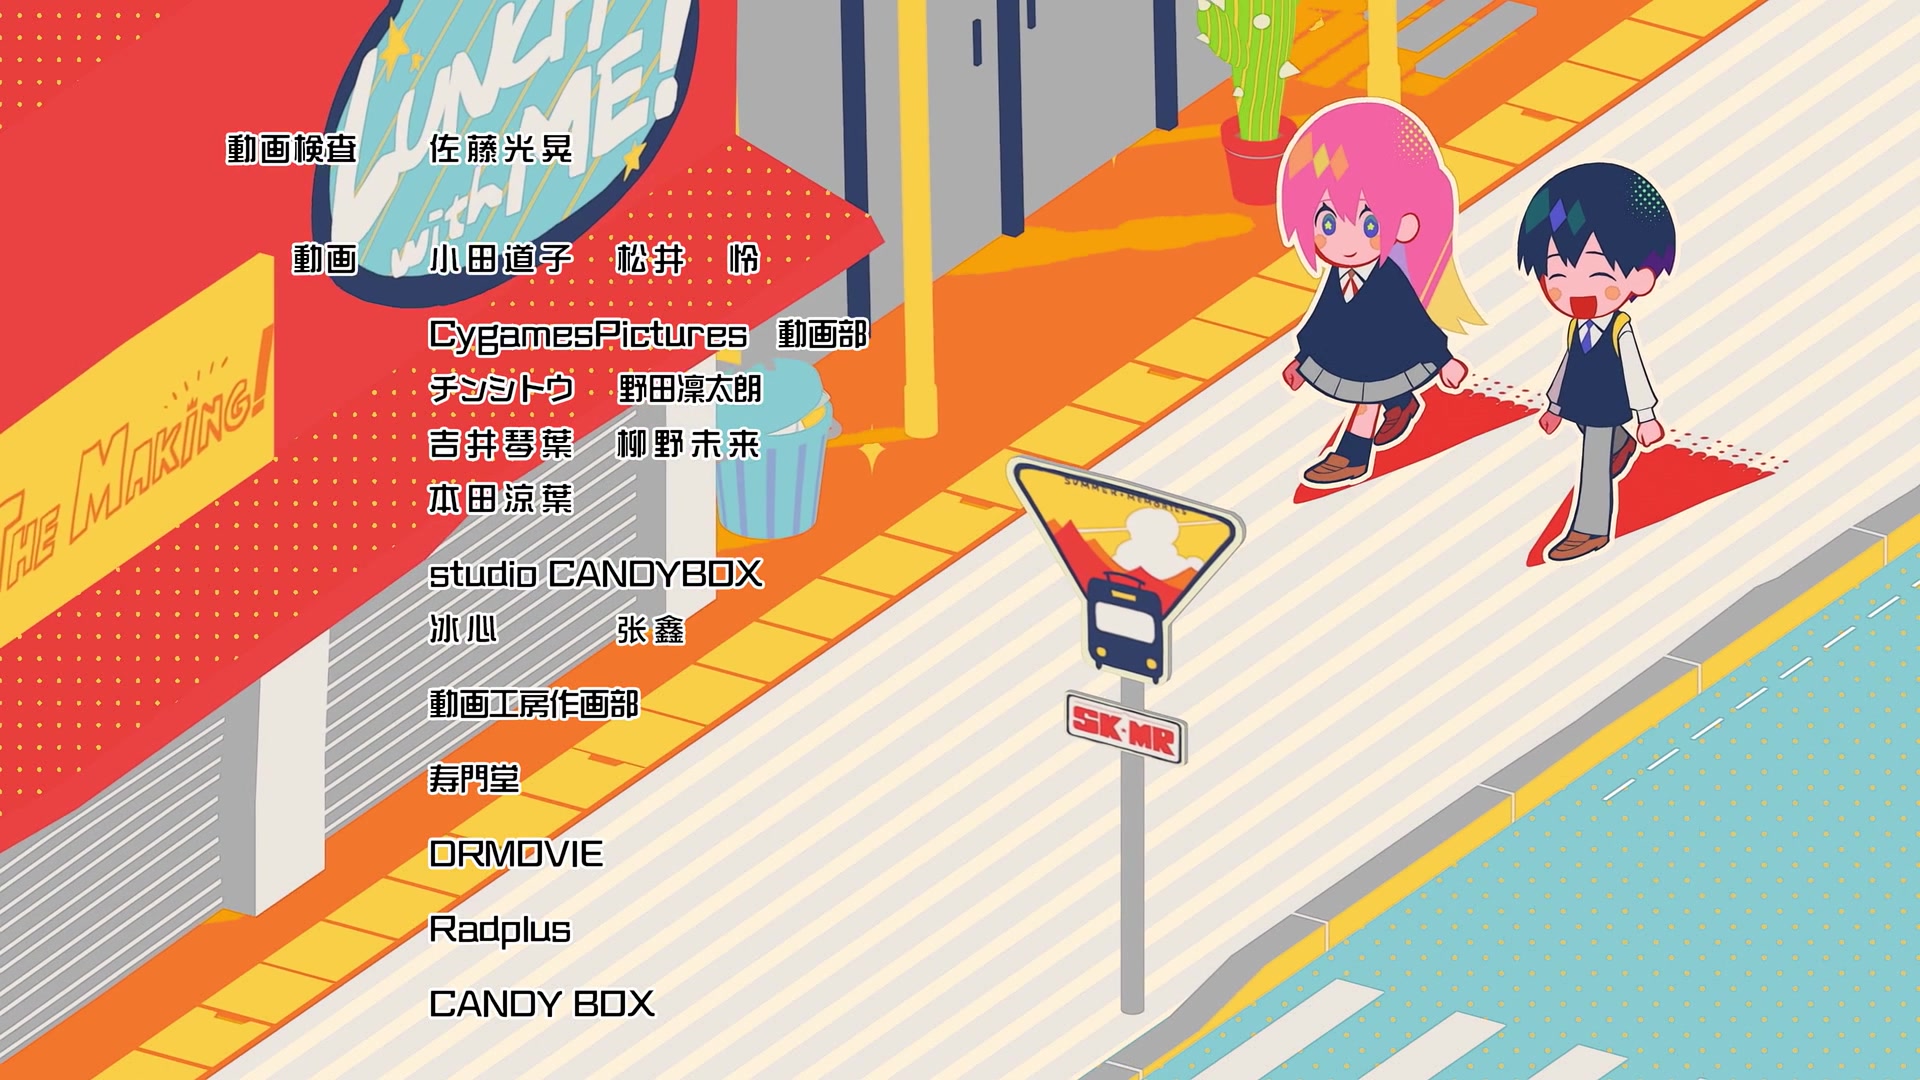 LUNCH
with ME!
THE MAKING!
動画検査 佐藤光晃
動画 小田道子 松井 怜
CygamesPictures 動画部
チンシトウ 野田凜太朗
吉井琴葉 柳野未来
本田涼葉
studio CANDYBOX
冰心 张鑫
動画工房作画部
寿門堂
DRMOVIE
Radplus
CANDY BOX
SUMMER MEMORIES
SK·MR